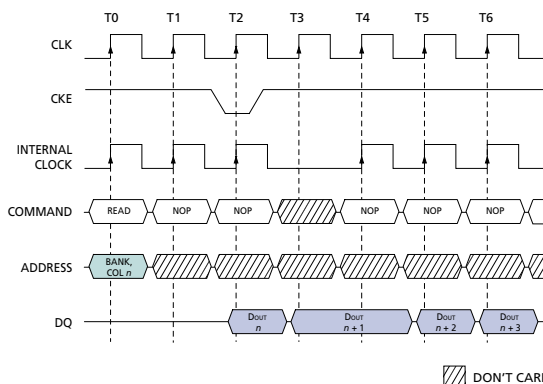 T0 T1 T2 T3 T4 T5 T6
CLK
CKE
INTERNAL
CLOCK
COMMAND READ NOP NOP NOP NOP NOP
ADDRESS BANK,
COL n
DQ DOUT DOUT DOUT DOUT
n n + 1 n + 2 n + 3
DON'T CARE